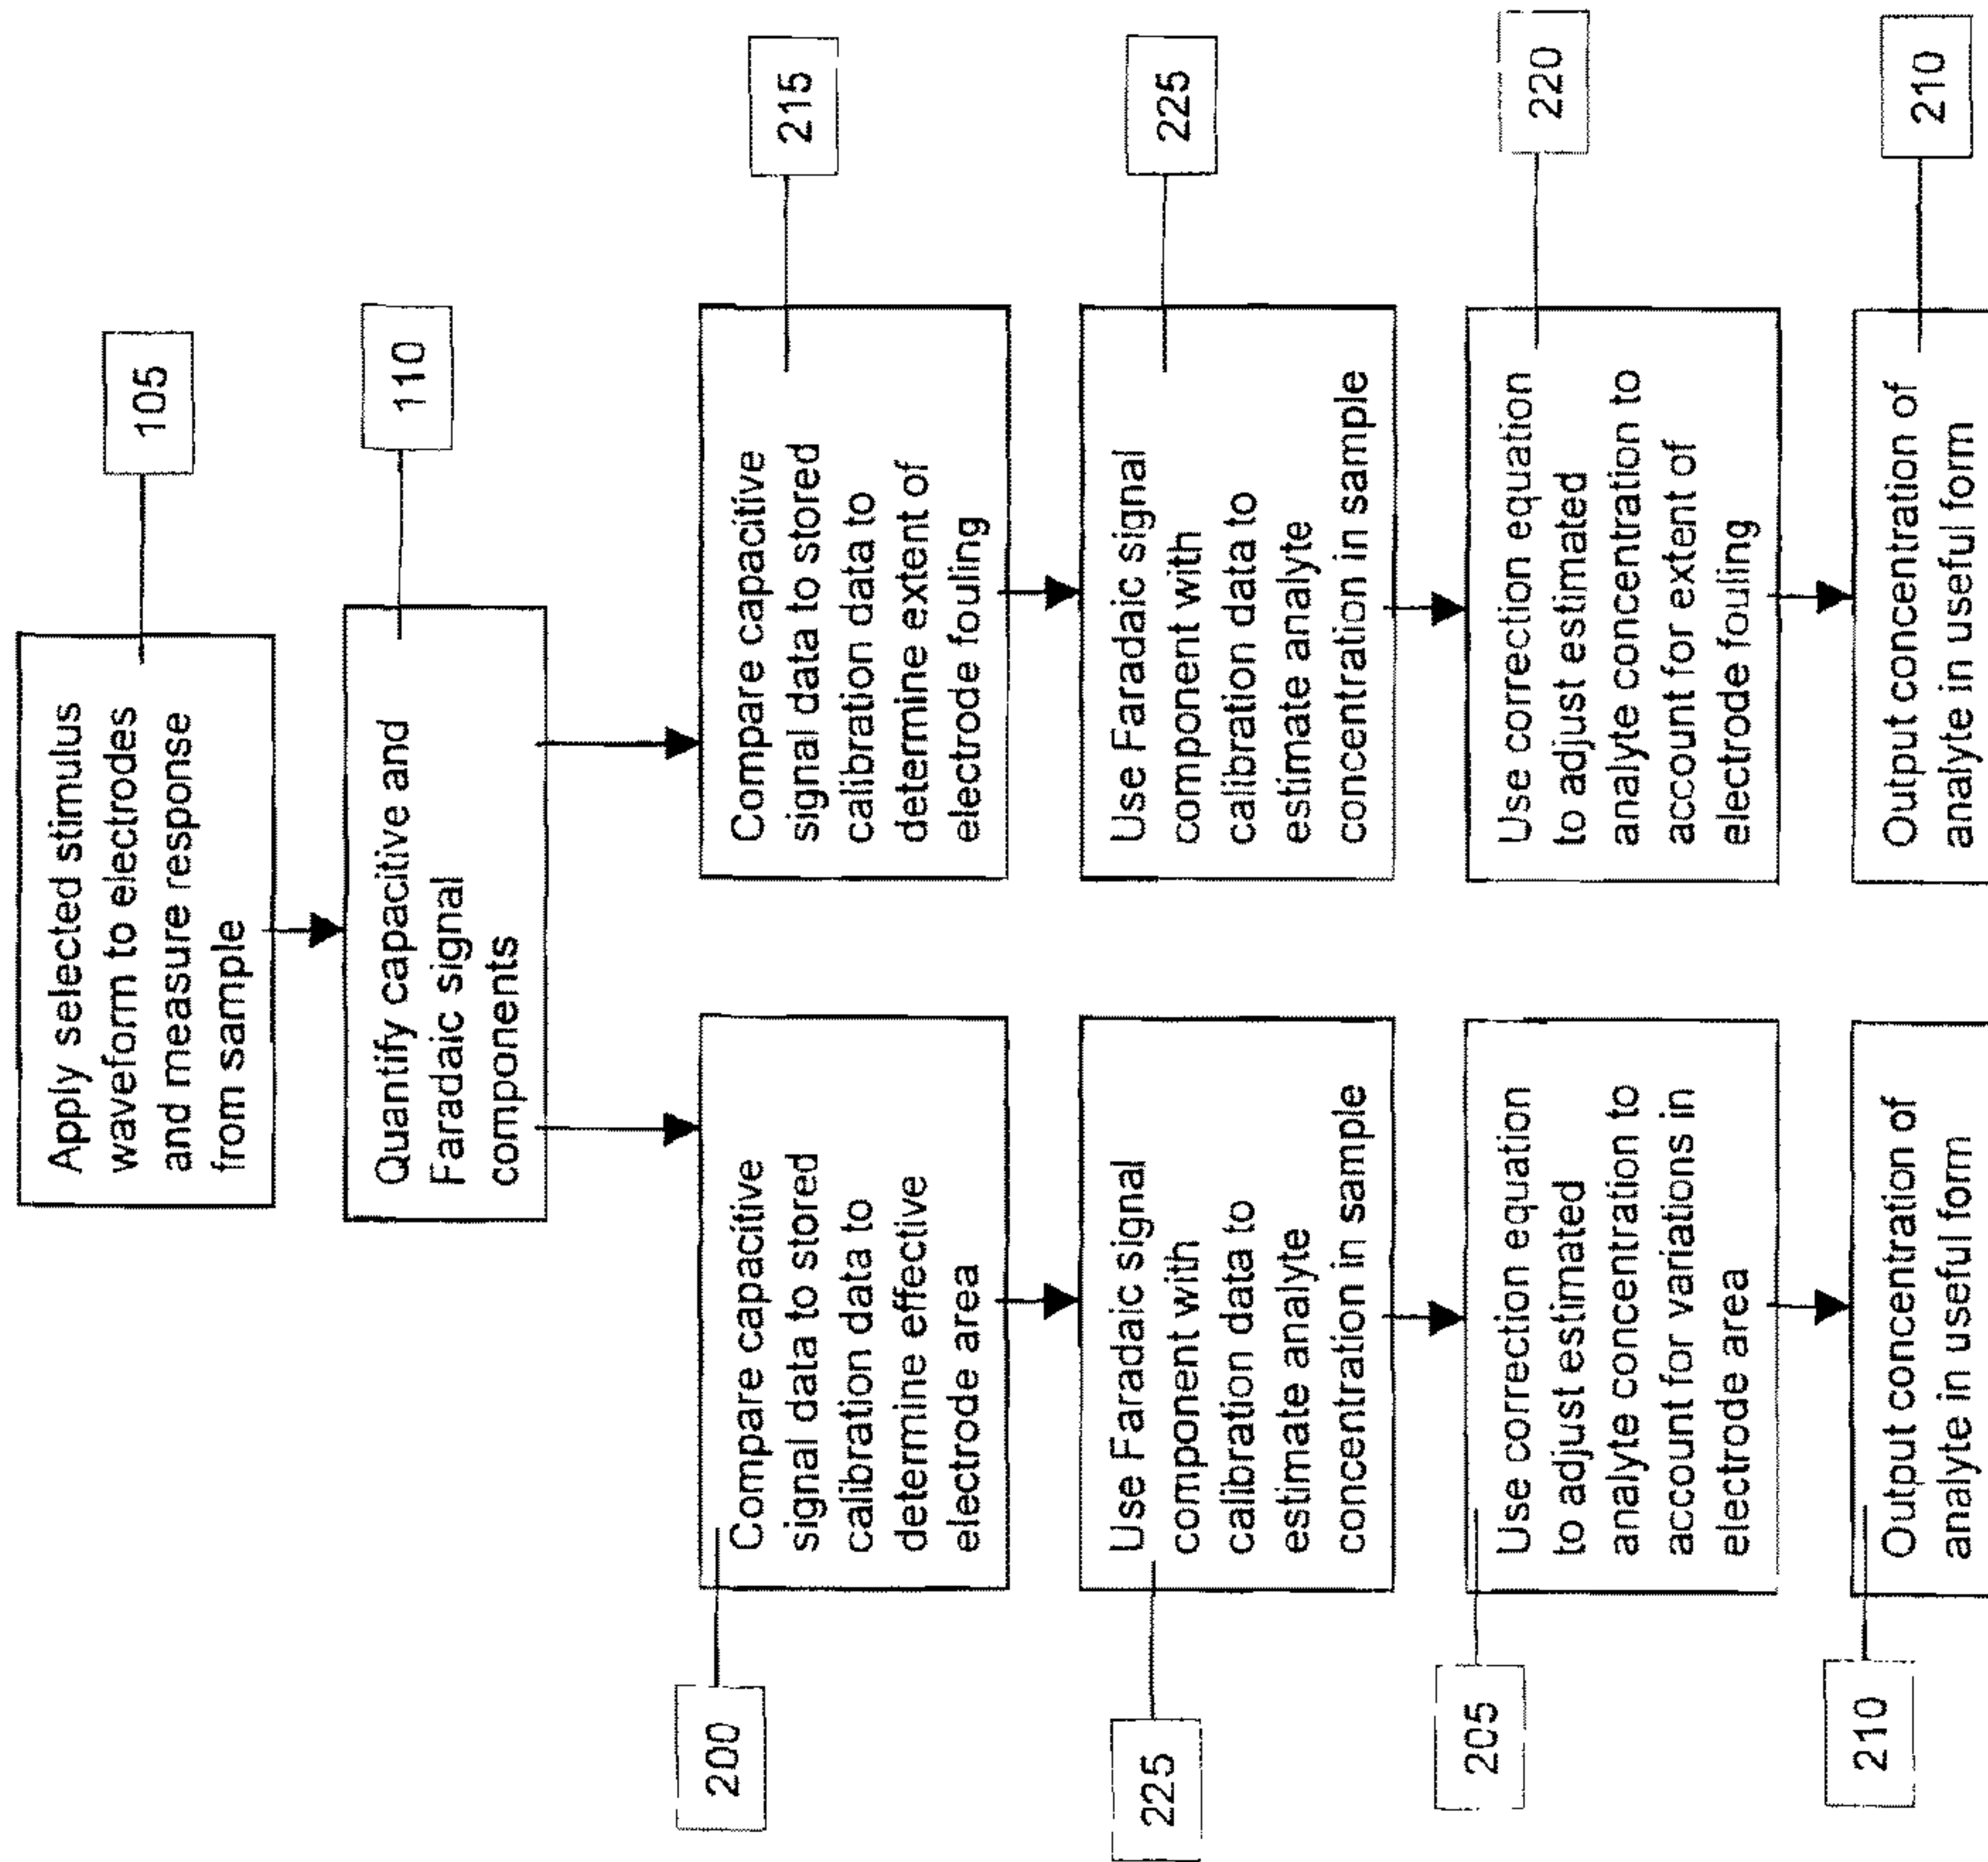 Apply selected stimulus
waveform to electrodes
and measure response
from sample
105
Quantify capacitive and
Faradaic signal
components
110
200
Compare capacitive
signal data to stored
calibration data to
determine effective
electrode area
225
Use Faradaic signal
component with
calibration data to
estimate analyte
concentration in sample
205
Use correction equation
to adjust estimated
analyte concentration to
account for variations in
electrode area
210
Output concentration of
analyte in useful form
Compare capacitive
signal data to stored
calibration data to
determine extent of
electrode fouling
215
Use Faradaic signal
component with
calibration data to
estimate analyte
concentration in sample
225
Use correction equation
to adjust estimated
analyte concentration to
account for extent of
electrode fouling
220
Output concentration of
analyte in useful form
210